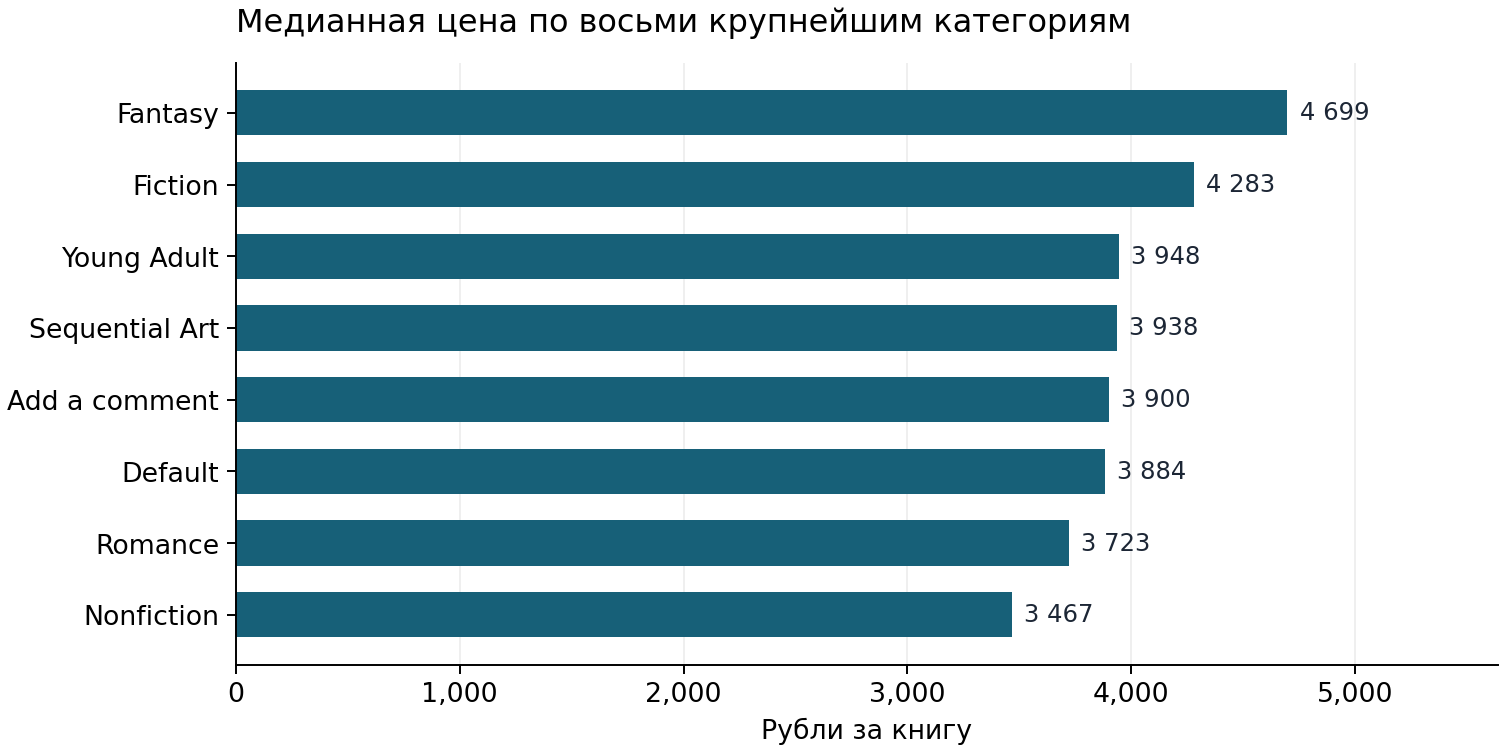 Медианная цена по восьми крупнейшим категориям
Fantasy 4 699
Fiction 4 283
Young Adult 3 948
Sequential Art 3 938
Add a comment 3 900
Default 3 884
Romance 3 723
Nonfiction 3 467
0 1,000 2,000 3,000 4,000 5,000
Рубли за книгу